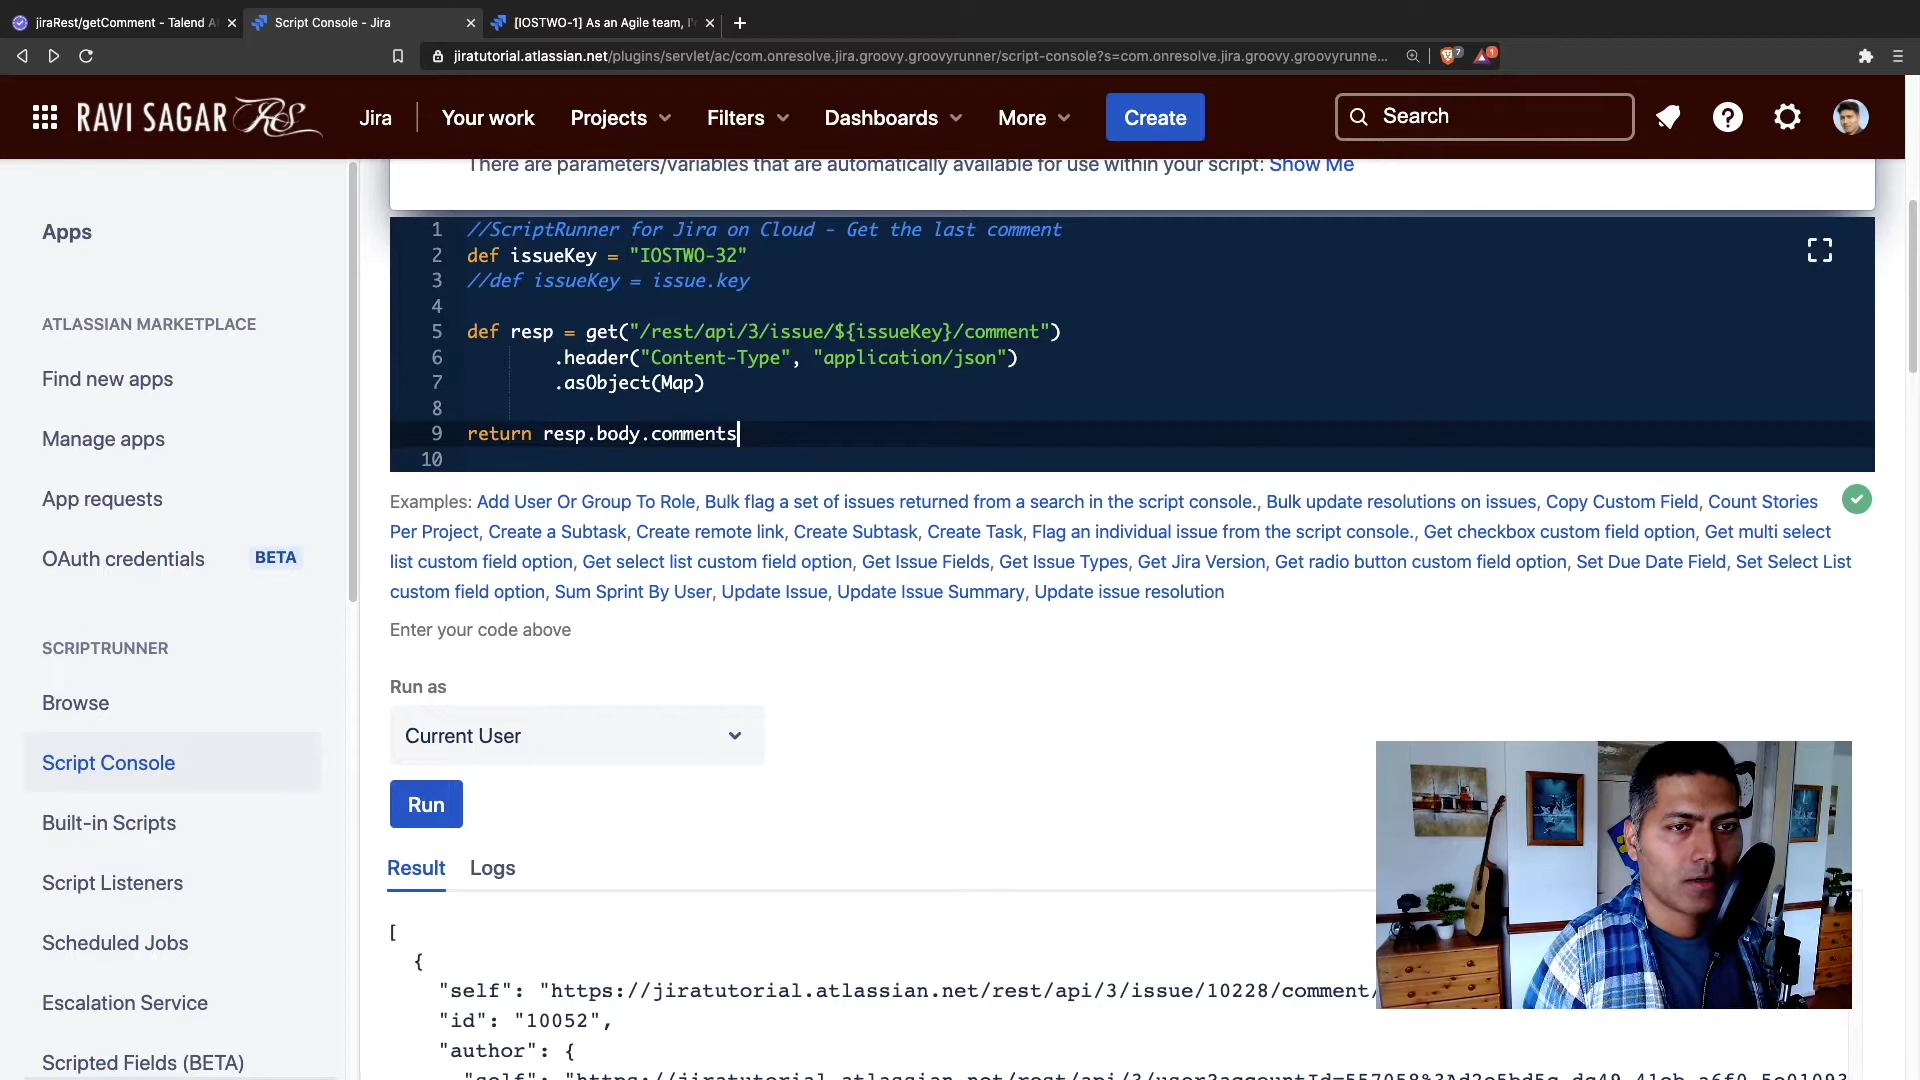 jiraRest/getComment - Talend A
Script Console - Jira
[IOSTWO-1] As an Agile team, I'
jiratutorial.atlassian.net/plugins/servlet/ac/com.onresolve.jira.groovy.groovyrunner/script-console?s=com.onresolve.jira.groovy.groovyrunne...
7
1
RAVI SAGAR RS
Jira
Your work
Projects
Filters
Dashboards
More
Create
Search
There are parameters/variables that are automatically available for use within your script: Show Me
Apps
ATLASSIAN MARKETPLACE
Find new apps
Manage apps
App requests
OAuth credentials BETA
SCRIPTRUNNER
Browse
Script Console
Built-in Scripts
Script Listeners
Scheduled Jobs
Escalation Service
Scripted Fields (BETA)
1 //ScriptRunner for Jira on Cloud - Get the last comment
2 def issueKey = "IOSTWO-32"
3 //def issueKey = issue.key
4
5 def resp = get("/rest/api/3/issue/${issueKey}/comment")
6 .header("Content-Type", "application/json")
7 .asObject(Map)
8
9 return resp.body.comments
10
Examples: Add User Or Group To Role, Bulk flag a set of issues returned from a search in the script console., Bulk update resolutions on issues, Copy Custom Field, Count Stories
Per Project, Create a Subtask, Create remote link, Create Subtask, Create Task, Flag an individual issue from the script console., Get checkbox custom field option, Get multi select
list custom field option, Get select list custom field option, Get Issue Fields, Get Issue Types, Get Jira Version, Get radio button custom field option, Set Due Date Field, Set Select List
custom field option, Sum Sprint By User, Update Issue, Update Issue Summary, Update issue resolution
Enter your code above
Run as
Current User
Run
Result
Logs
[
{
"self": "https://jiratutorial.atlassian.net/rest/api/3/issue/10228/comment/
"id": "10052",
"author": {